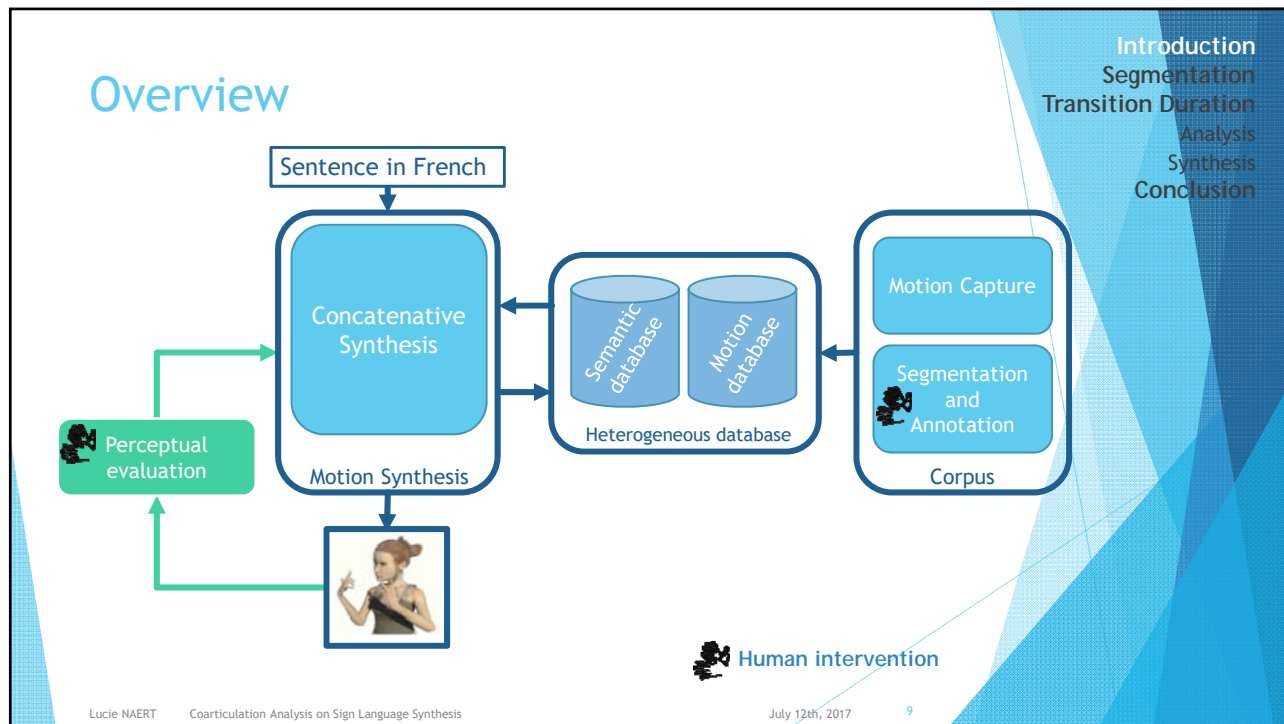 Overview
Introduction
Segmentation
Transition Duration
Analysis
Synthesis
Conclusion
Sentence in French
Concatenative
Synthesis
Motion Synthesis
Semantic
database
Motion
database
Heterogeneous database
Motion Capture
Segmentation
and
Annotation
Corpus
Perceptual
evaluation
Human intervention
Lucie NAERT Coarticulation Analysis on Sign Language Synthesis July 12th, 2017 9